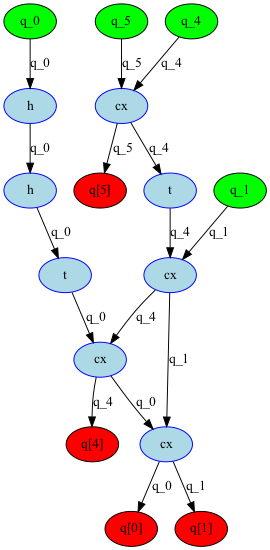 q_0 q_5 q_4
q_0 q_5 q_4
h cx
q_0 q_5 q_4
h q[5] t q_1
q_0 q_4 q_1
t cx
q_0 q_4 q_1
cx
q_4 q_0
q[4] cx
q_0 q_1
q[0] q[1]